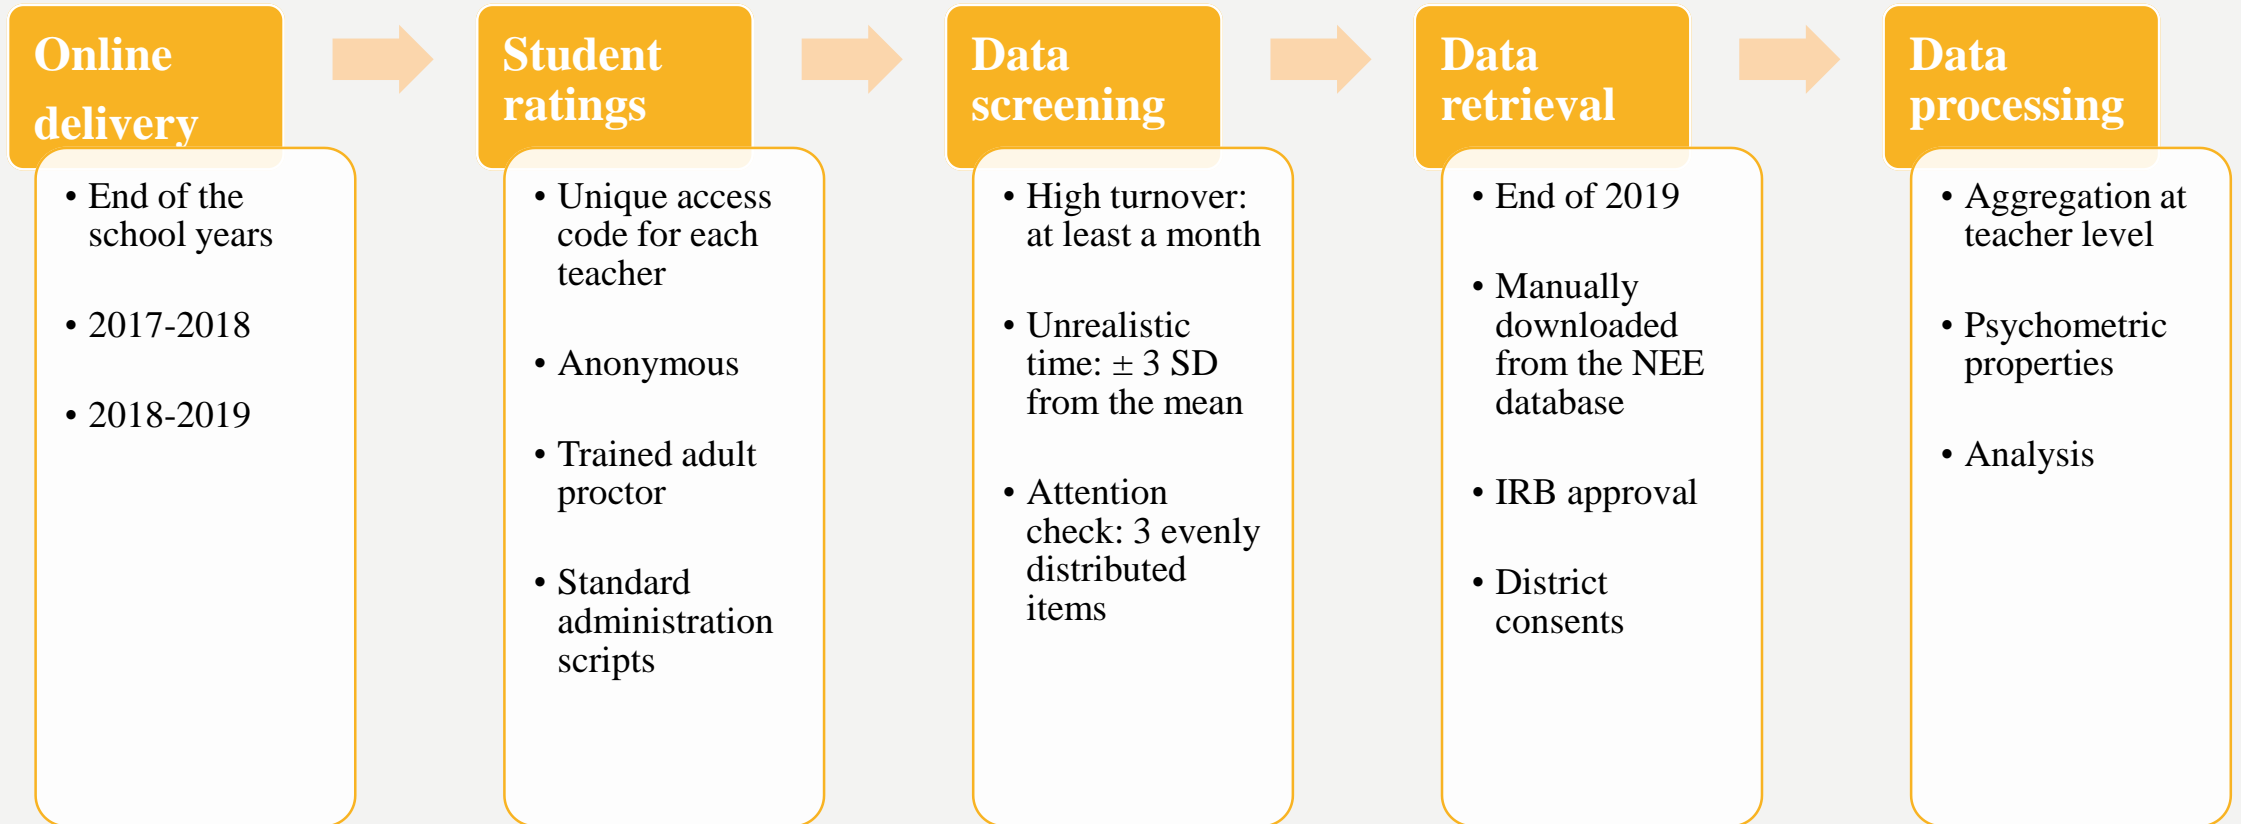 Online
delivery
• End of the
school years
• 2017-2018
• 2018-2019
Student
ratings
• Unique access
code for each
teacher
• Anonymous
• Trained adult
proctor
• Standard
administration
scripts
Data
screening
• High turnover:
at least a month
• Unrealistic
time: ± 3 SD
from the mean
• Attention
check: 3 evenly
distributed
items
Data
retrieval
• End of 2019
• Manually
downloaded
from the NEE
database
• IRB approval
• District
consents
Data
processing
• Aggregation at
teacher level
• Psychometric
properties
• Analysis